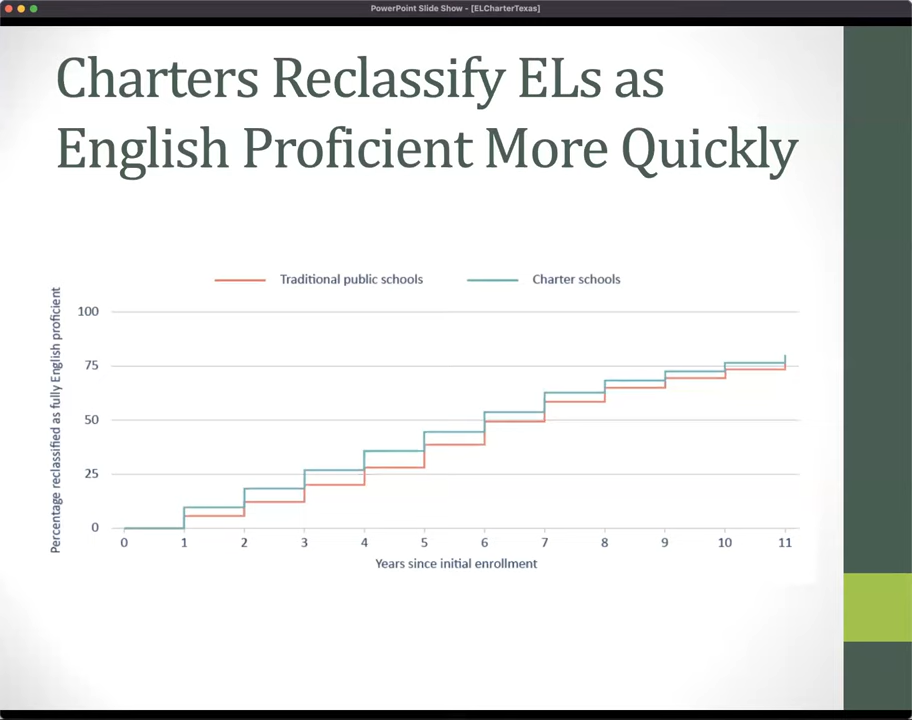 PowerPoint Slide Show - [ELCharterTexas]
Charters Reclassify ELs as
English Proficient More Quickly
Traditional public schools
Charter schools
Percentage reclassified as fully English proficient
100
75
50
25
0
0 1 2 3 4 5 6 7 8 9 10 11
Years since initial enrollment